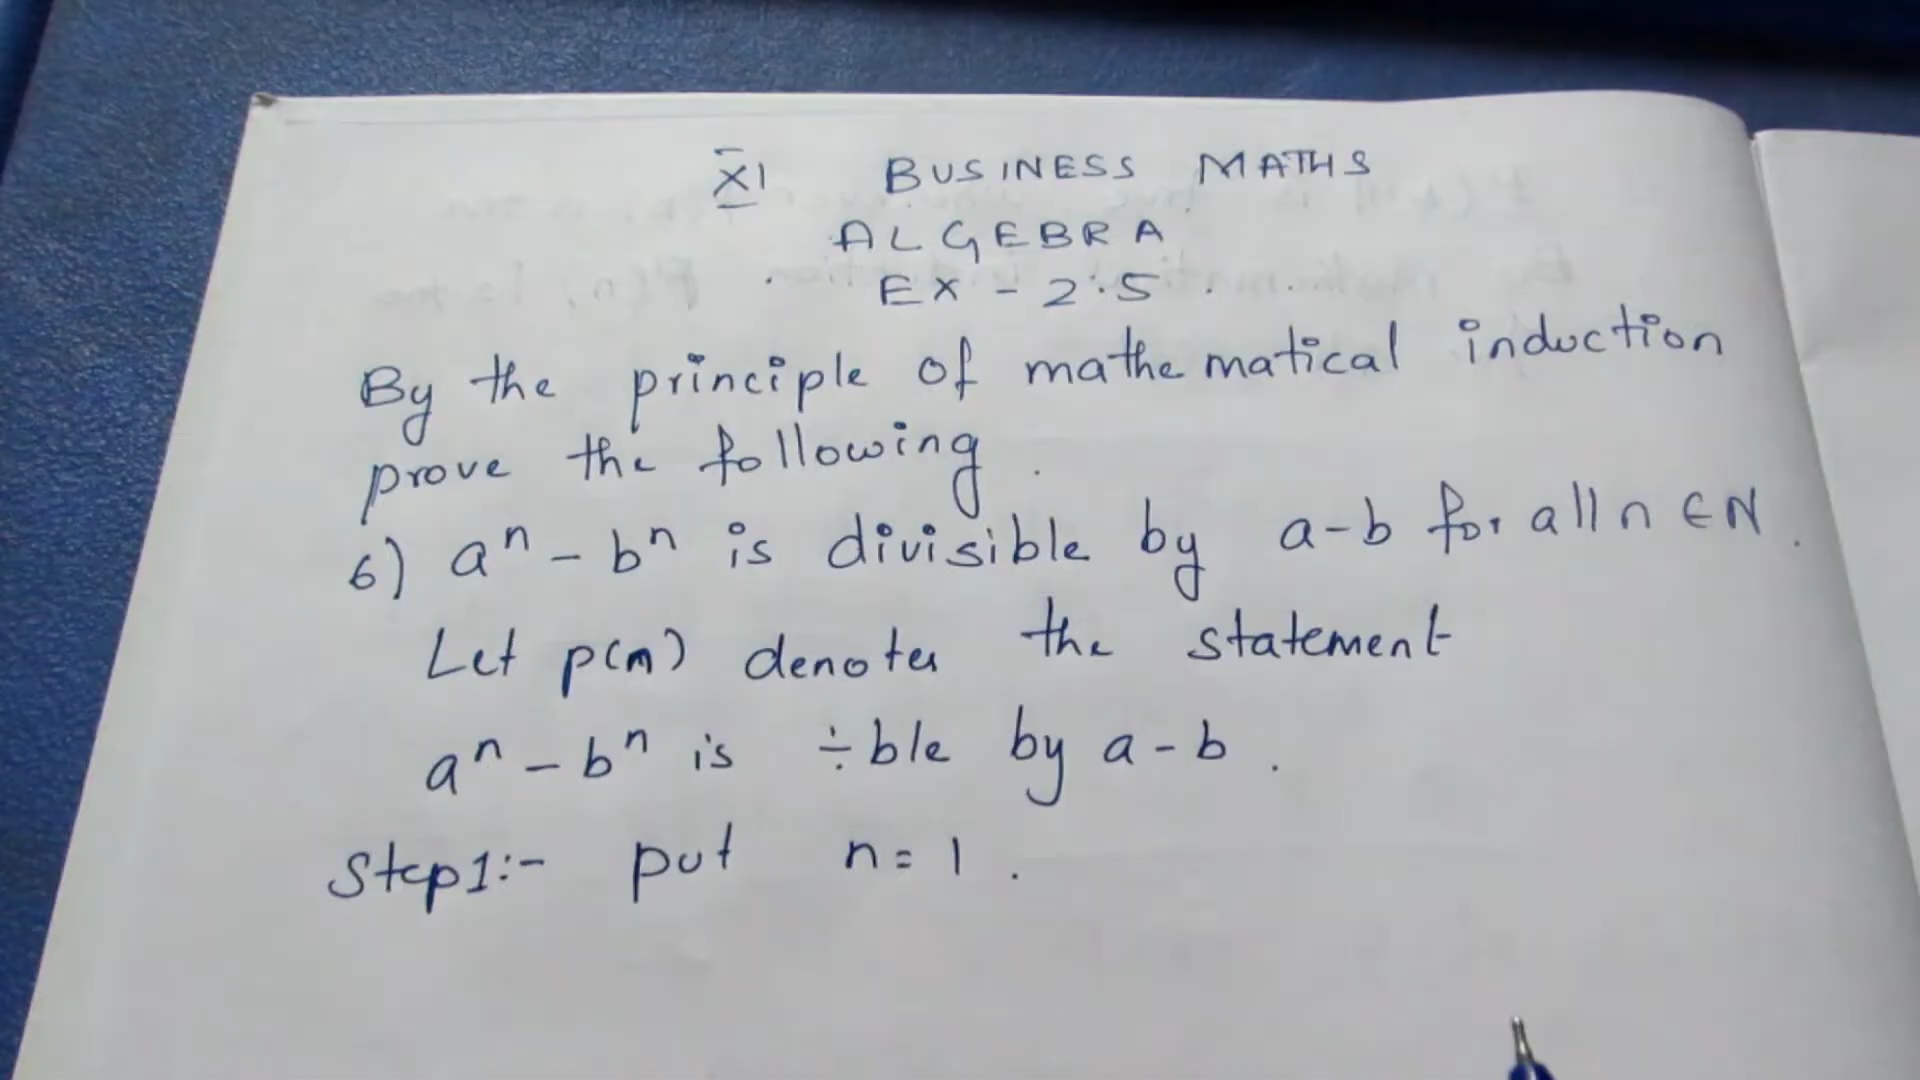 XI BUSINESS MATHS
ALGEBRA
EX - 2.5
By the principle of mathematical induction
prove the following.
6) aⁿ - bⁿ is divisible by a-b for all n ∈ N.
Let p(n) denotes the statement
aⁿ - bⁿ is ÷ble by a-b.
Step1:- put n = 1.